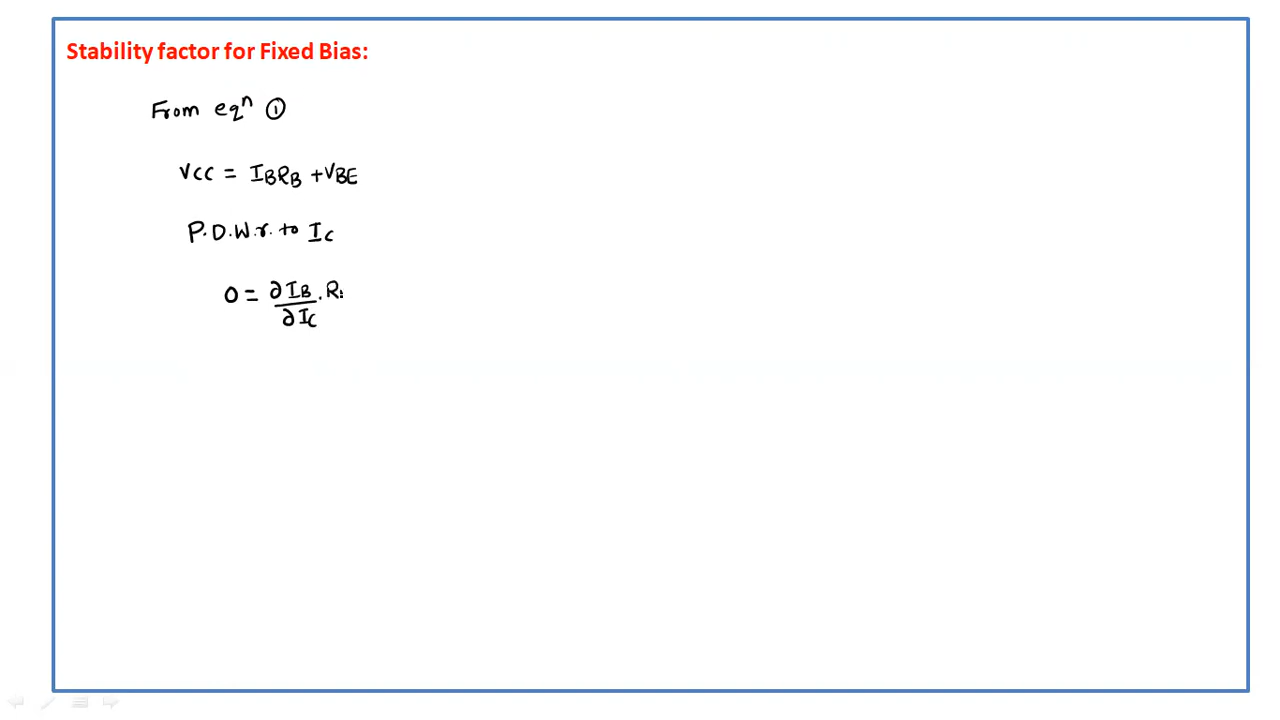 Stability factor for Fixed Bias:
From eqⁿ ①
VCC = IBRB + VBE
P.D.W.r. to IC
0 = ∂IB/∂IC . R